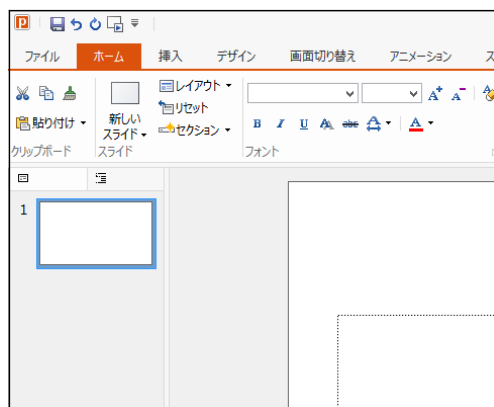 ファイル ホーム 挿入 デザイン 画面切り替え アニメーション ス
レイアウト
リセット
貼り付け 新しい
スライド セクション
B I U A abc A A
クリップボード スライド フォント
1